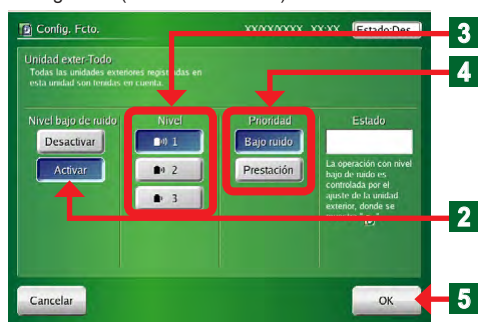 Config. Fcto.
XX/XX/XXXX XX:XX
Estado:Des.
Unidad exter-Todo
Todas las unidades exteriores registradas en
esta unidad son tenidas en cuenta.
Nivel bajo de ruido
Desactivar
Activar
Nivel
1
2
3
Prioridad
Bajo ruido
Prestación
Estado
La operación con nivel
bajo de ruido es
controlada por el
ajuste de la unidad
exterior, donde se
Cancelar
OK
3
4
2
5